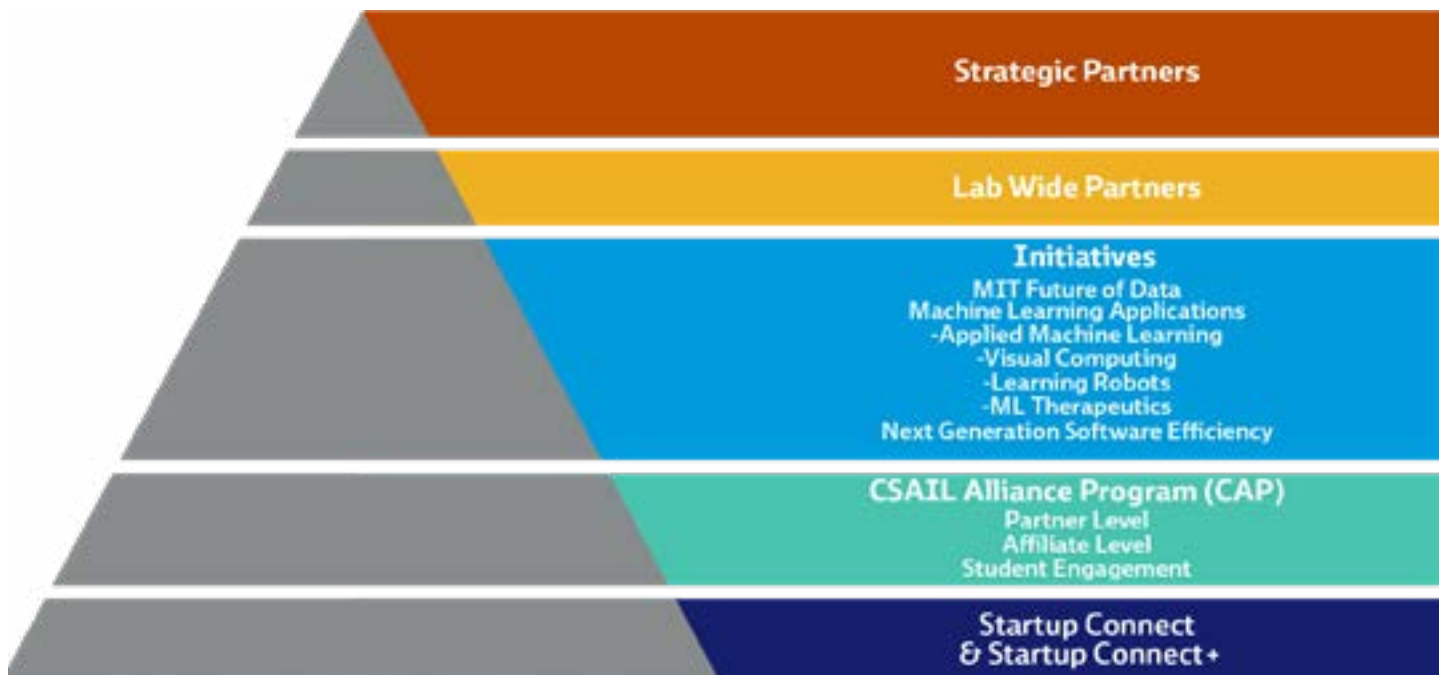 Strategic Partners
Lab Wide Partners
Initiatives
MIT Future of Data
Machine Learning Applications
-Applied Machine Learning
-Visual Computing
-Learning Robots
-ML Therapeutics
Next Generation Software Efficiency
CSAIL Alliance Program (CAP)
Partner Level
Affiliate Level
Student Engagement
Startup Connect
& Startup Connect+